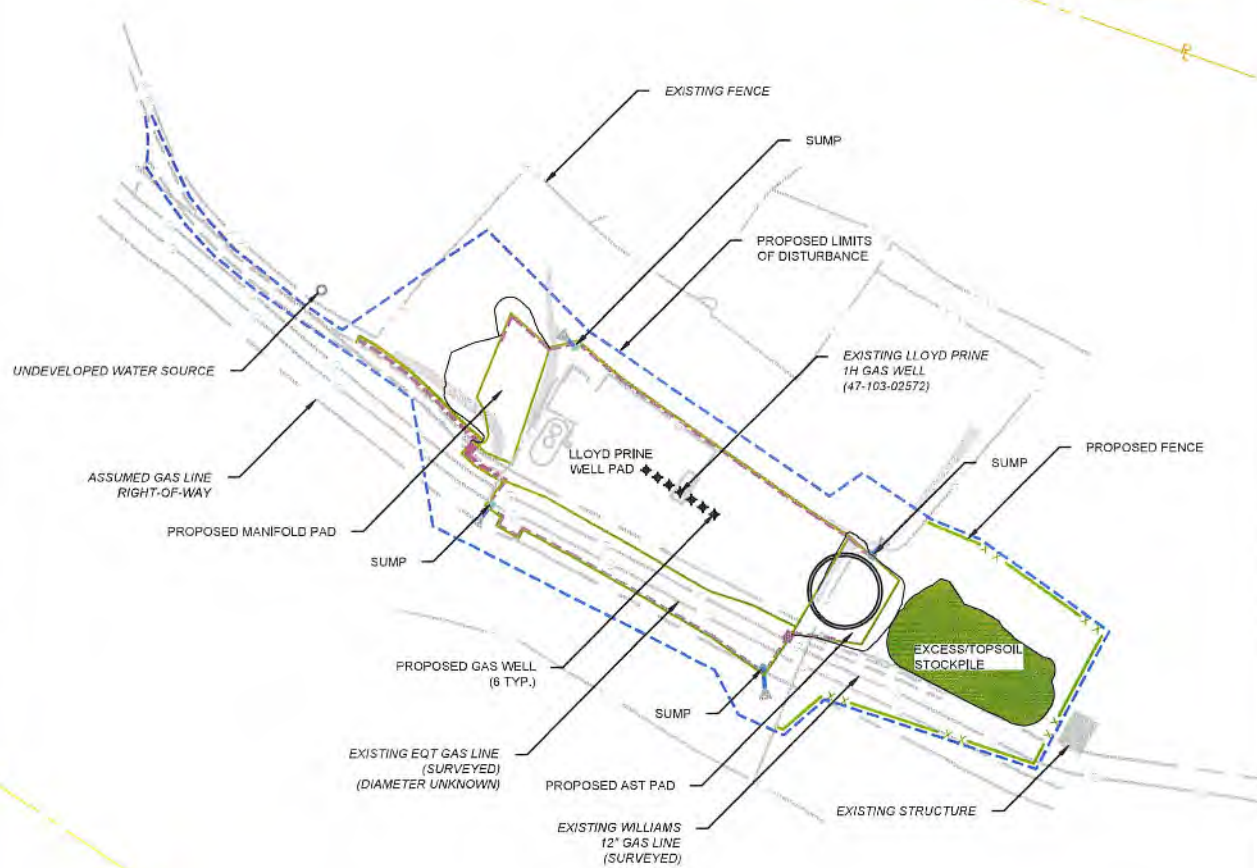 PL
EXISTING FENCE
SUMP
PROPOSED LIMITS
OF DISTURBANCE
EXISTING LLOYD PRINE
1H GAS WELL
(47-103-02572)
UNDEVELOPED WATER SOURCE
PROPOSED FENCE
SUMP
LLOYD PRINE
WELL PAD
ASSUMED GAS LINE
RIGHT-OF-WAY
PROPOSED MANIFOLD PAD
SUMP
EXCESS/TOPSOIL
STOCKPILE
PROPOSED GAS WELL
(6 TYP.)
SUMP
EXISTING EQT GAS LINE
(SURVEYED)
(DIAMETER UNKNOWN)
PROPOSED AST PAD
EXISTING STRUCTURE
EXISTING WILLIAMS
12" GAS LINE
(SURVEYED)